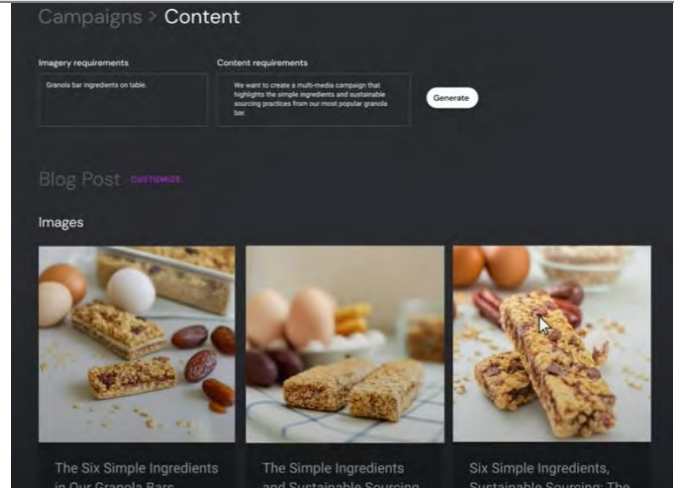 Campaigns > Content
Imagery requirements
Content requirements
Granola bar ingredients on table.
We want to create a multi-media campaign that
highlights the simple ingredients and sustainable
sourcing practices from our most popular granola
bar.
Generate
Blog Post CUSTOMIZE
Images
The Six Simple Ingredients
in Our Granola Bars
The Simple Ingredients
and Sustainable Sourcing
Six Simple Ingredients,
Sustainable Sourcing: The